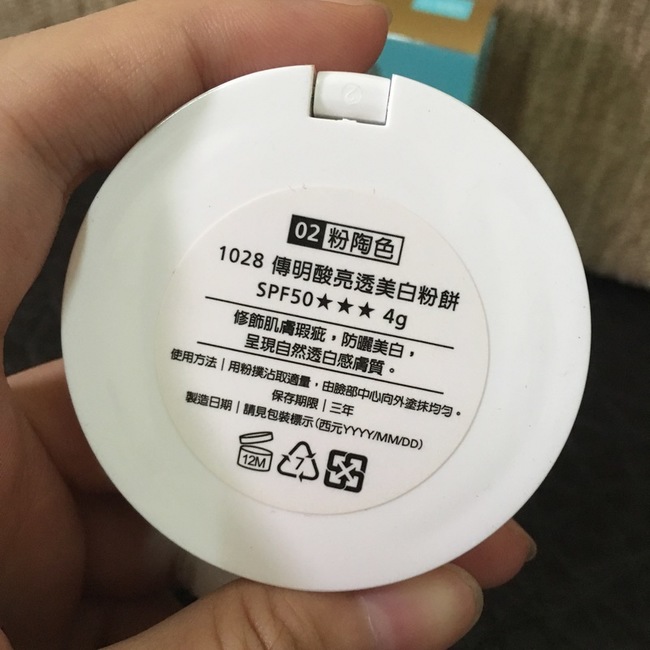 02 粉陶色
1028 傳明酸亮透美白粉餅
SPF50★★★ 4g
修飾肌膚瑕疵，防曬美白，
呈現自然透白感膚質。
使用方法｜用粉撲沾取適量，由臉部中心向外塗抹均勻。
保存期限｜三年
製造日期｜請見包裝標示(西元YYYY/MM/DD)
12M 7